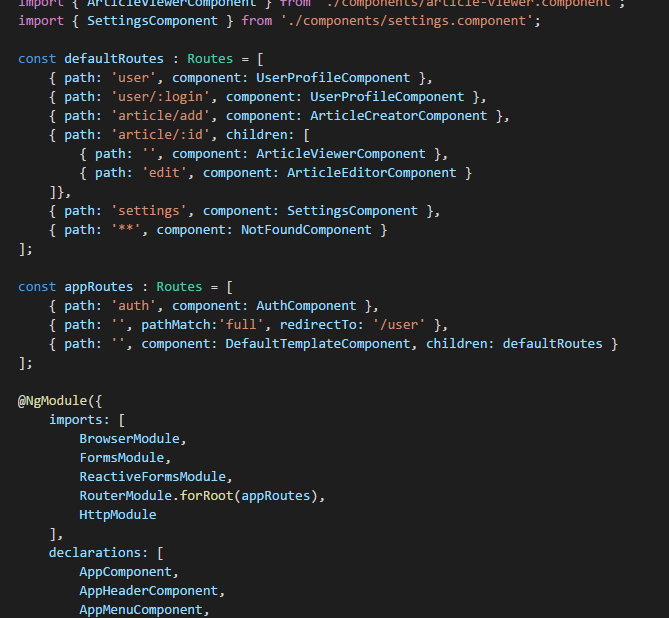 import { ArticleViewerComponent } from './components/article-viewer.component';
import { SettingsComponent } from './components/settings.component';

const defaultRoutes : Routes = [
    { path: 'user', component: UserProfileComponent },
    { path: 'user/:login', component: UserProfileComponent },
    { path: 'article/add', component: ArticleCreatorComponent },
    { path: 'article/:id', children: [
        { path: '', component: ArticleViewerComponent },
        { path: 'edit', component: ArticleEditorComponent }
    ]},
    { path: 'settings', component: SettingsComponent },
    { path: '**', component: NotFoundComponent }
];

const appRoutes : Routes = [
    { path: 'auth', component: AuthComponent },
    { path: '', pathMatch:'full', redirectTo: '/user' },
    { path: '', component: DefaultTemplateComponent, children: defaultRoutes }
];

@NgModule({
    imports: [
        BrowserModule,
        FormsModule,
        ReactiveFormsModule,
        RouterModule.forRoot(appRoutes),
        HttpModule
    ],
    declarations: [
        AppComponent,
        AppHeaderComponent,
        AppMenuComponent,